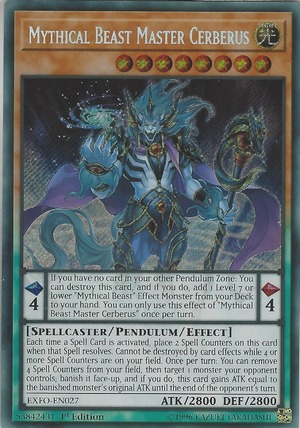 MYTHICAL BEAST MASTER CERBERUS
光
If you have no card in your other Pendulum Zone: You
can destroy this card, and if you do, add 1 Level 7 or
lower "Mythical Beast" Effect Monster from your Deck
to your hand. You can only use this effect of "Mythical
Beast Master Cerberus" once per turn.
4
4
[SPELLCASTER/PENDULUM/EFFECT]
Each time a Spell Card is activated, place 2 Spell Counters on this card
when that Spell resolves. Cannot be destroyed by card effects while 4 or
more Spell Counters are on your field. Once per turn: You can remove
4 Spell Counters from your field, then target 1 monster your opponent
controls; banish it face-up, and if you do, this card gains ATK equal to
the banished monster's original ATK until the end of the opponent's turn.
EXFO-EN027
ATK/2800 DEF/2800
53842431
1st Edition
©1996 KAZUKI TAKAHASHI